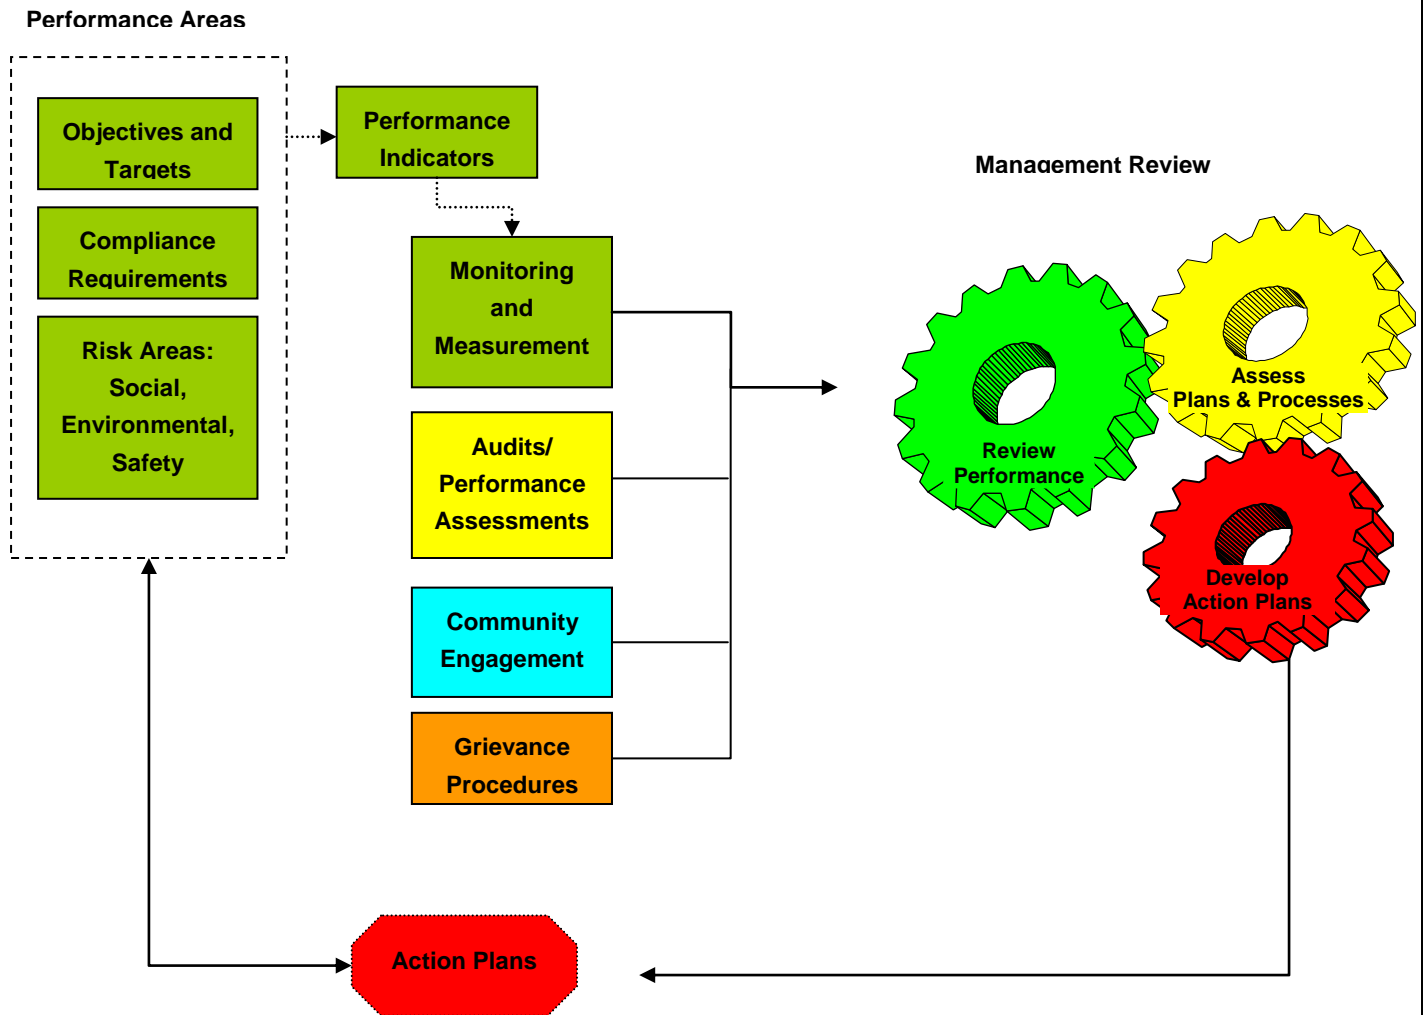 Performance Areas
Objectives and
Targets
Compliance
Requirements
Risk Areas:
Social,
Environmental,
Safety
Performance
Indicators
Monitoring
and
Measurement
Audits/
Performance
Assessments
Community
Engagement
Grievance
Procedures
Management Review
Review
Performance
Assess
Plans & Processes
Develop
Action Plans
Action Plans